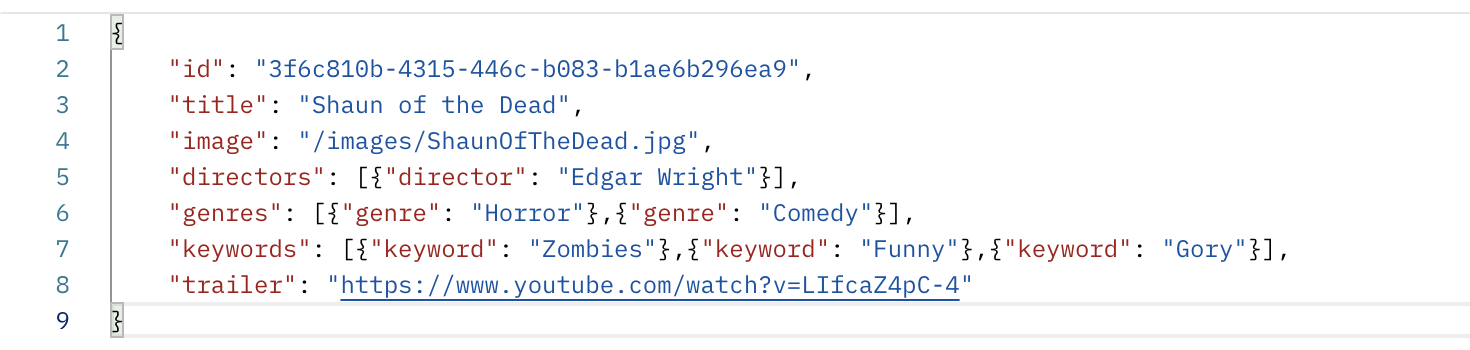 1 {
2 "id": "3f6c810b-4315-446c-b083-b1ae6b296ea9",
3 "title": "Shaun of the Dead",
4 "image": "/images/ShaunOfTheDead.jpg",
5 "directors": [{"director": "Edgar Wright"}],
6 "genres": [{"genre": "Horror"},{"genre": "Comedy"}],
7 "keywords": [{"keyword": "Zombies"},{"keyword": "Funny"},{"keyword": "Gory"}],
8 "trailer": "https://www.youtube.com/watch?v=LIfcaZ4pC-4"
9 }